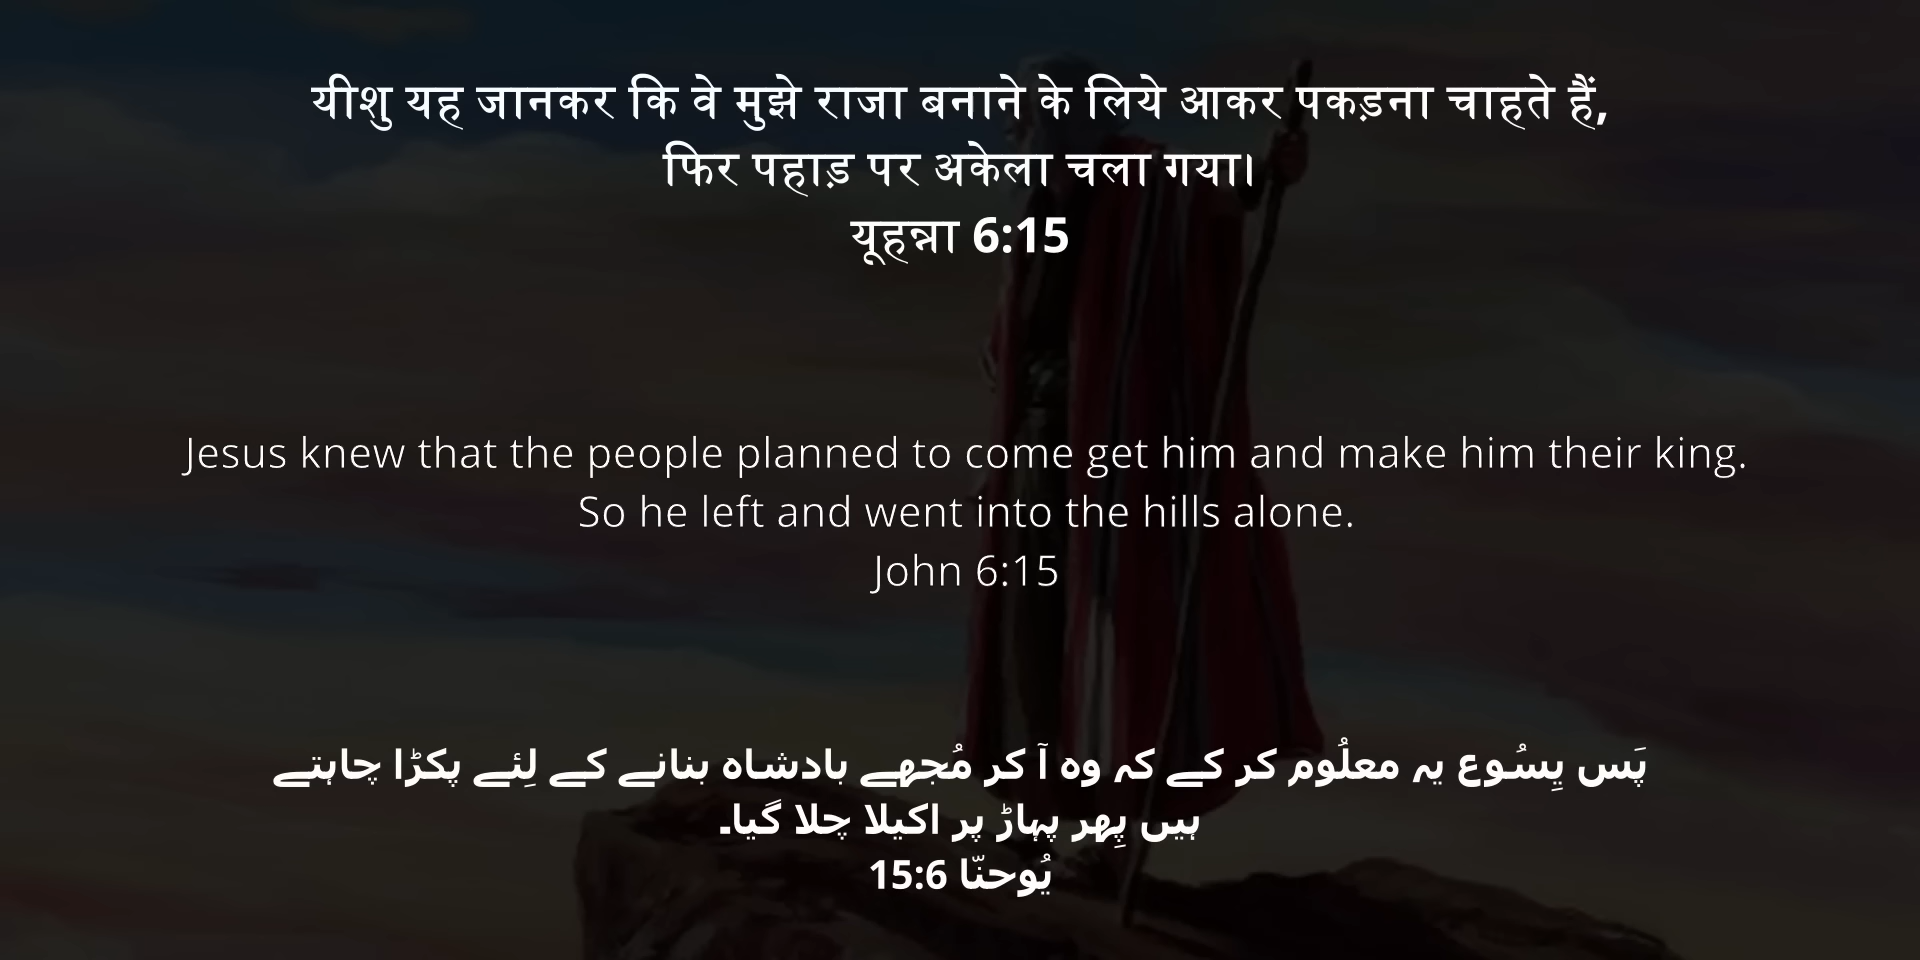 यीशु यह जानकर कि वे मुझे राजा बनाने के लिये आकर पकड़ना चाहते हैं,
फिर पहाड़ पर अकेला चला गया।
यूहन्ना 6:15
Jesus knew that the people planned to come get him and make him their king.
So he left and went into the hills alone.
John 6:15
پَس یِسُوع یہ معلُوم کر کے کہ وہ آ کر مُجھے بادشاہ بنانے کے لِئے پکڑا چاہتے
ہیں پِھر پہاڑ پر اکیلا چلا گیا۔
یُوحنّا 15:6